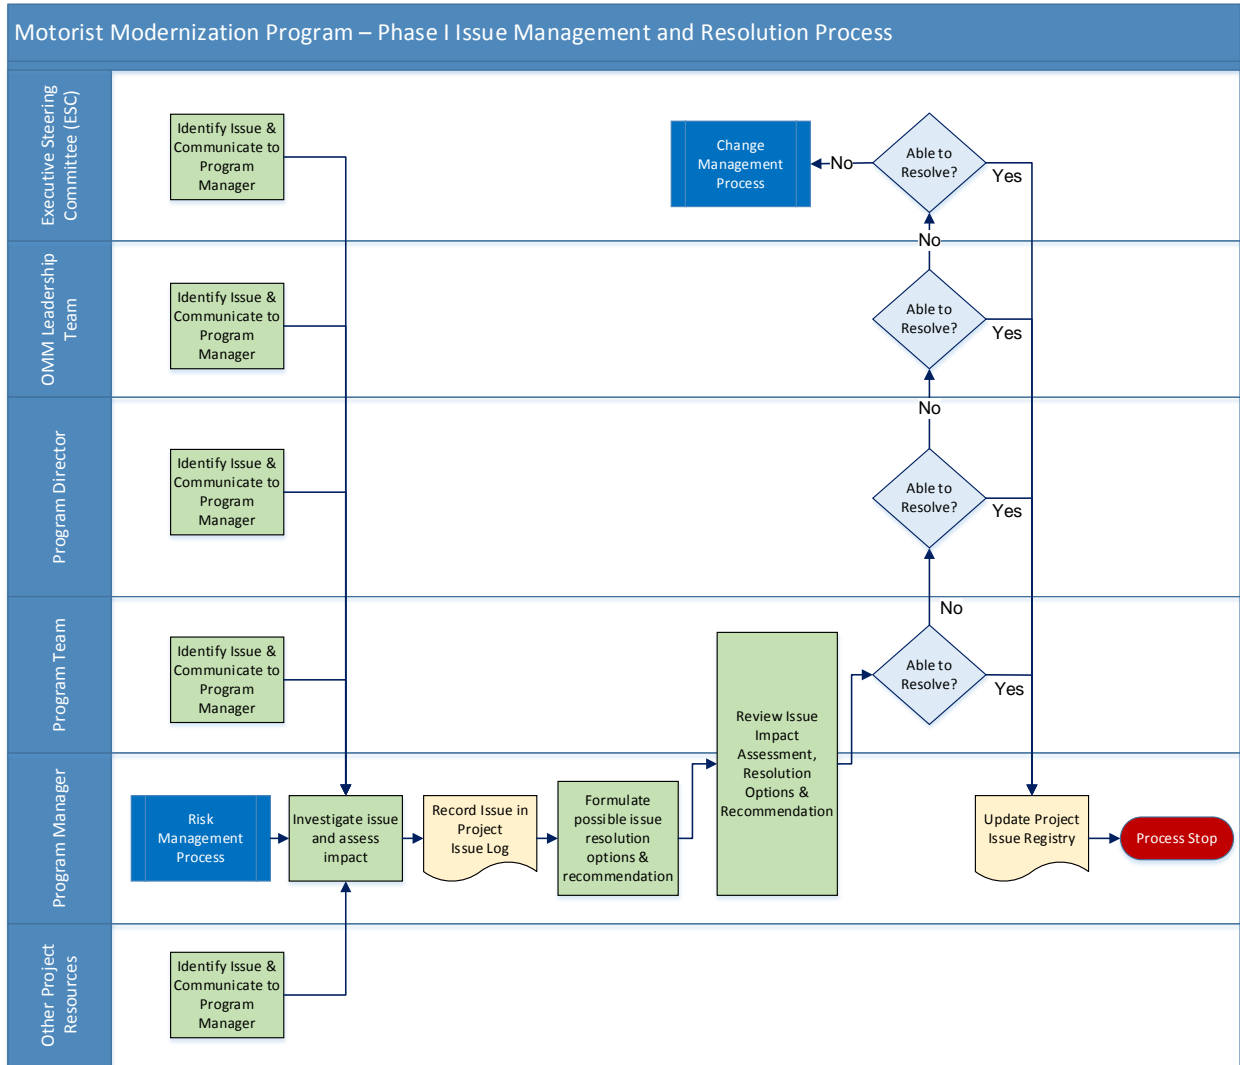 Motorist Modernization Program – Phase I Issue Management and Resolution Process
Executive Steering
Committee (ESC)
Identify Issue &
Communicate to
Program
Manager
Change
Management
Process
No
Able to
Resolve?
Yes
No
OMM Leadership
Team
Identify Issue &
Communicate to
Program
Manager
Able to
Resolve?
Yes
No
Program Director
Identify Issue &
Communicate to
Program
Manager
Able to
Resolve?
Yes
No
Program Team
Identify Issue &
Communicate to
Program
Manager
Review Issue
Impact
Assessment,
Resolution
Options &
Recommendation
Able to
Resolve?
Yes
Program Manager
Risk
Management
Process
Investigate issue
and assess
impact
Record Issue in
Project
Issue Log
Formulate
possible issue
resolution
options &
recommendation
Update Project
Issue Registry
Process Stop
Other Project
Resources
Identify Issue &
Communicate to
Program
Manager